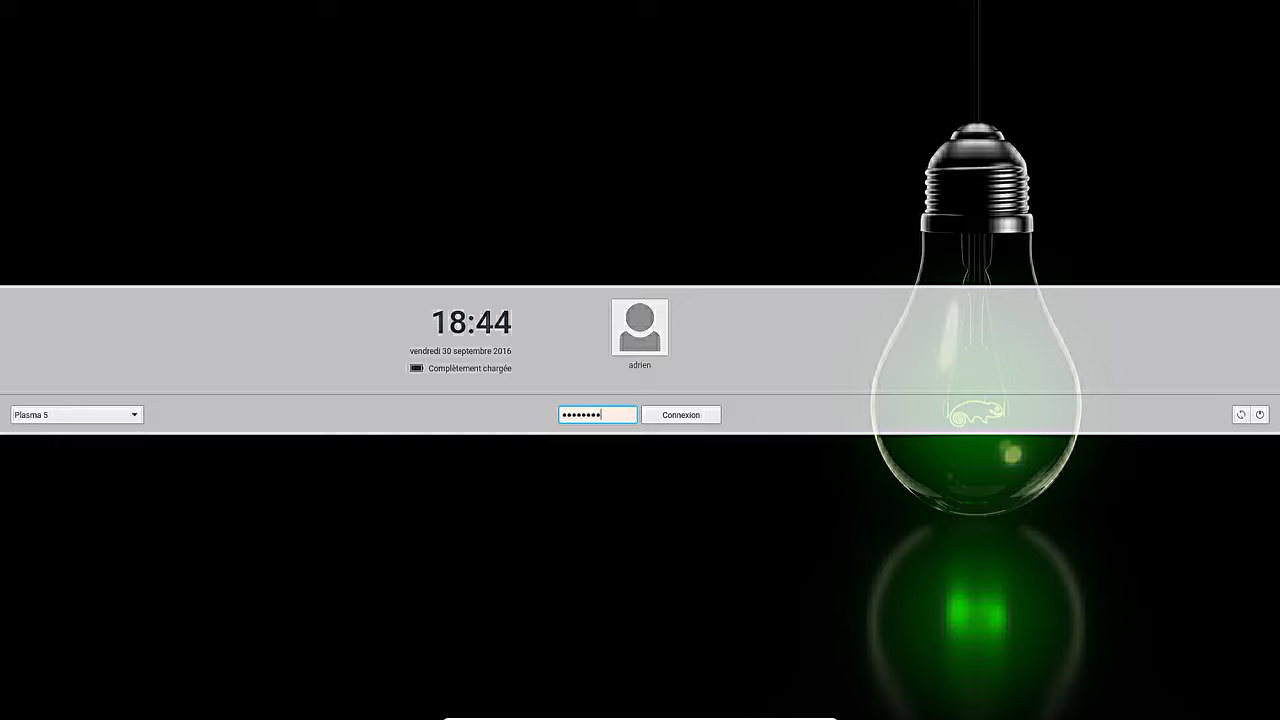 18:44
vendredi 30 septembre 2016
Complètement chargée
adrien
Plasma 5
Connexion